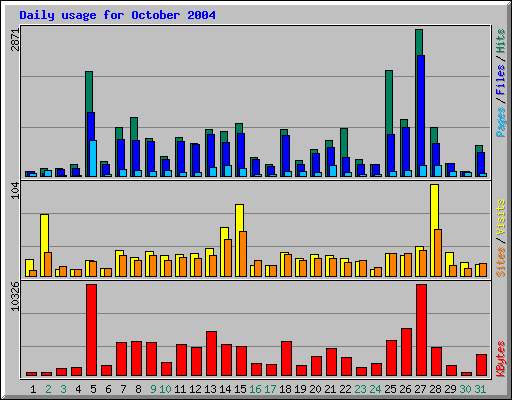 Daily usage for October 2004
2871
Pages / Files / Hits
104
Sites / Visits
10326
KBytes
1 2 3 4 5 6 7 8 9 10 11 12 13 14 15 16 17 18 19 20 21 22 23 24 25 26 27 28 29 30 31